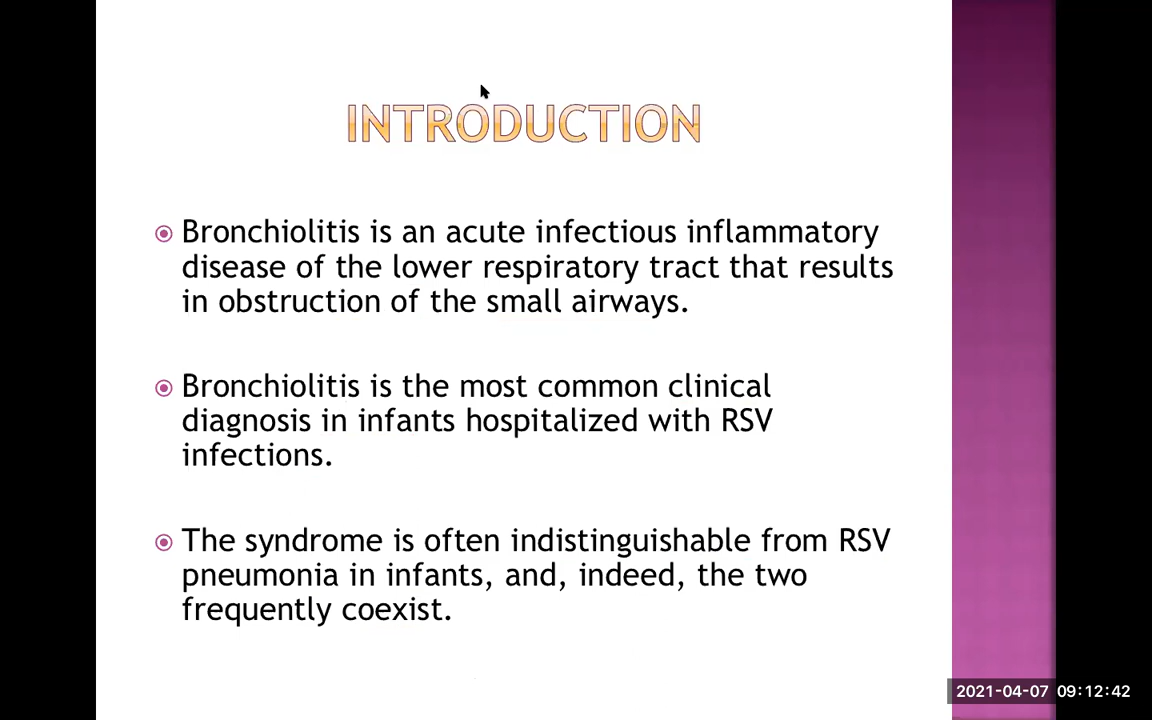 INTRODUCTION
Bronchiolitis is an acute infectious inflammatory
disease of the lower respiratory tract that results
in obstruction of the small airways.
Bronchiolitis is the most common clinical
diagnosis in infants hospitalized with RSV
infections.
The syndrome is often indistinguishable from RSV
pneumonia in infants, and, indeed, the two
frequently coexist.
2021-04-07 09:12:42